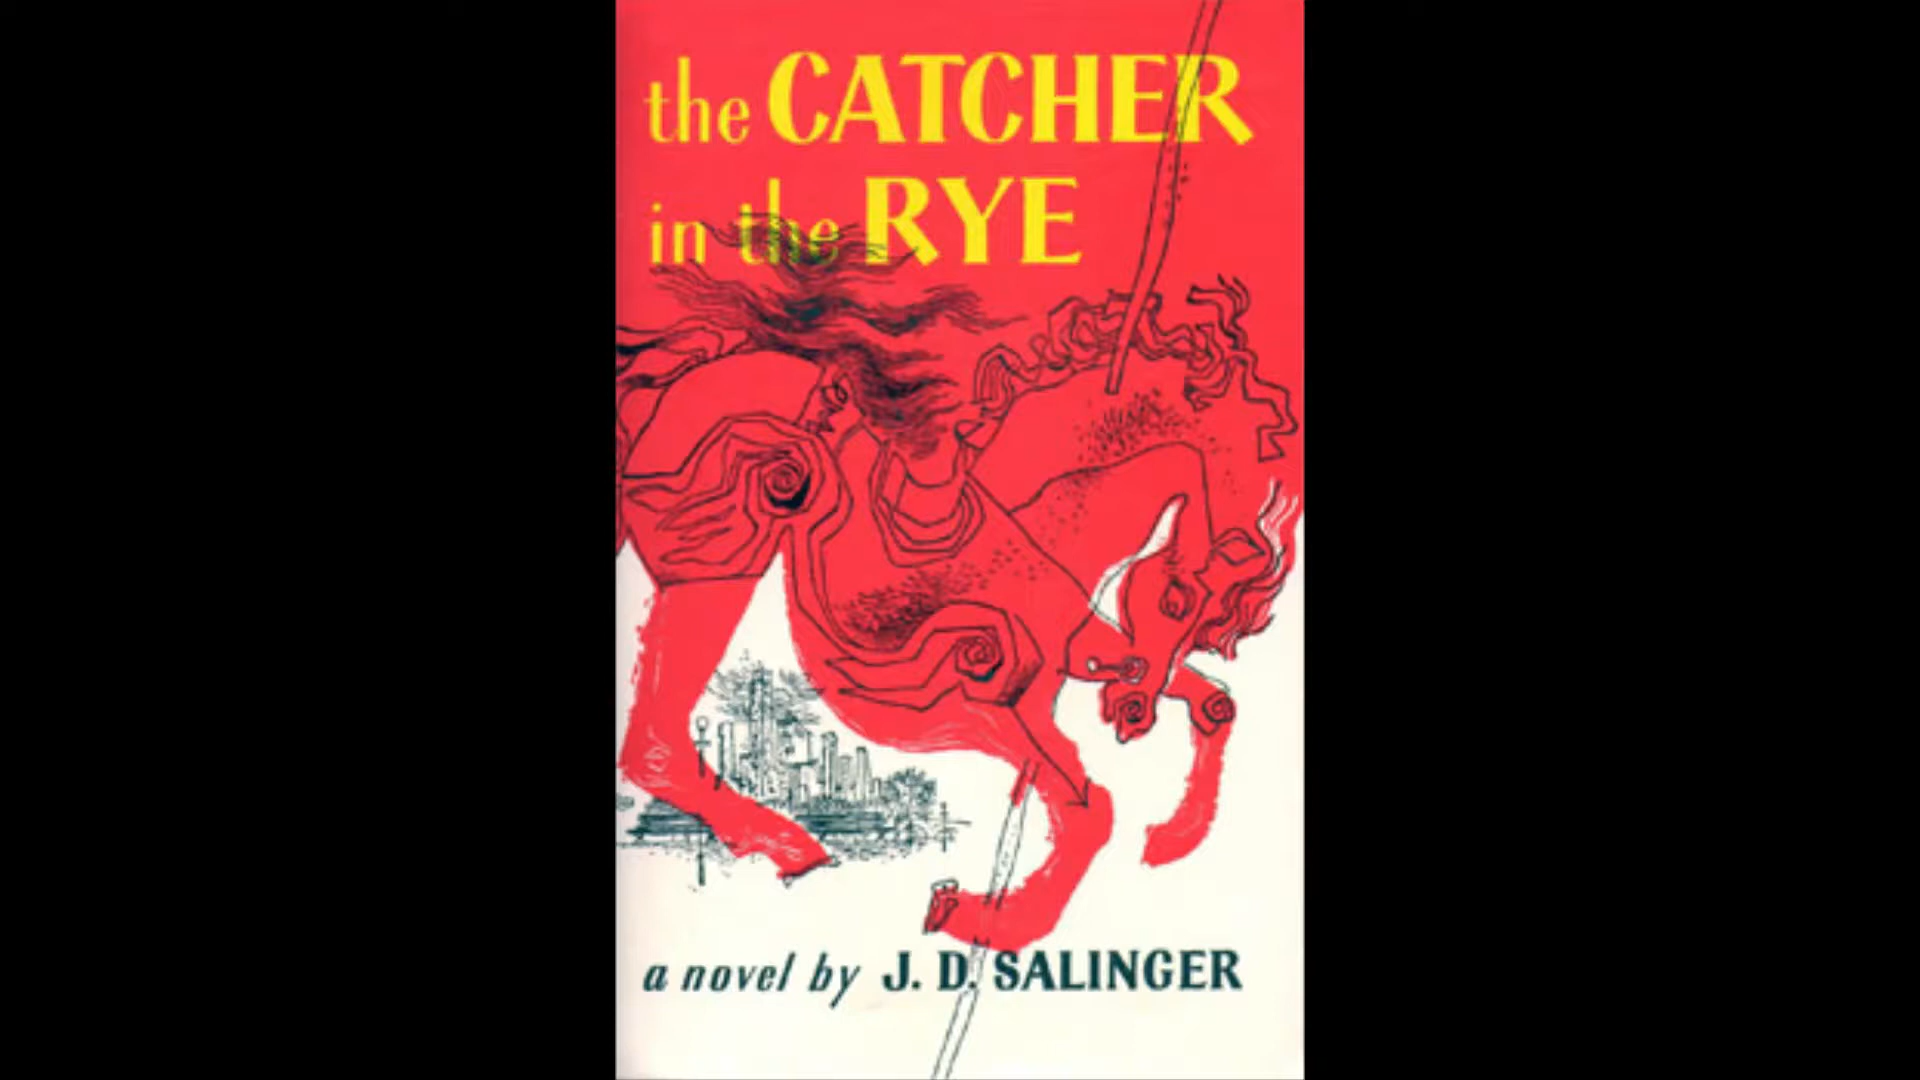 the CATCHER
in the RYE
a novel by J. D. SALINGER